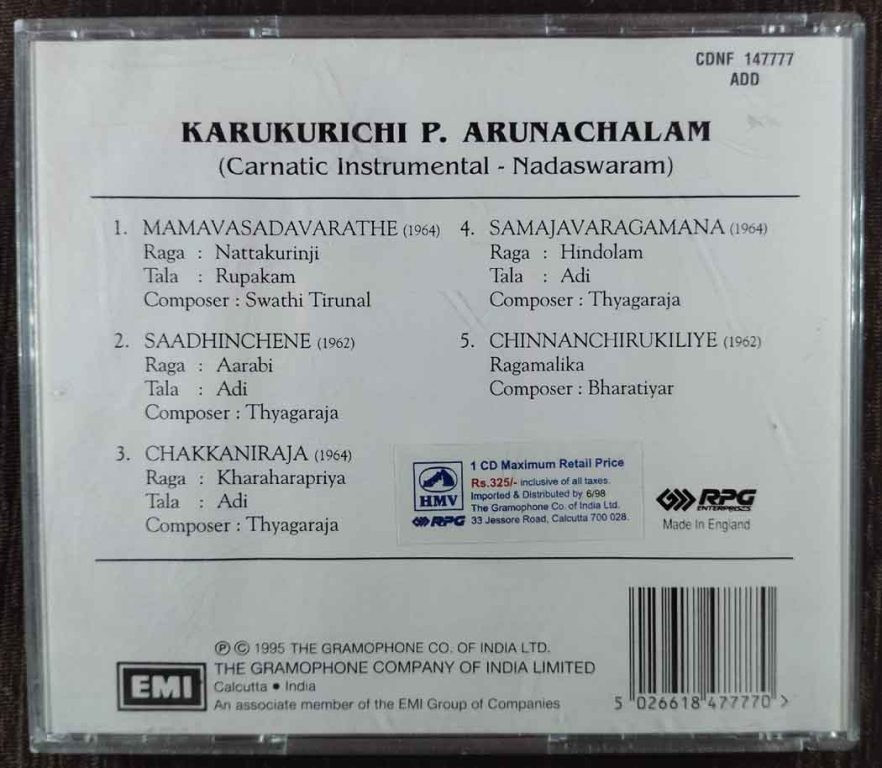 CDNF 147777
ADD
KARUKURICHI P. ARUNACHALAM
(Carnatic Instrumental - Nadaswaram)
1. MAMAVASADAVARATHE (1964)
Raga : Nattakurinji
Tala : Rupakam
Composer : Swathi Tirunal
2. SAADHINCHENE (1962)
Raga : Aarabi
Tala : Adi
Composer : Thyagaraja
3. CHAKKANIRAJA (1964)
Raga : Kharaharapriya
Tala : Adi
Composer : Thyagaraja
4. SAMAJAVARAGAMANA (1964)
Raga : Hindolam
Tala : Adi
Composer : Thyagaraja
5. CHINNANCHIRUKILIYE (1962)
Ragamalika
Composer : Bharatiyar
HMV
RPG
1 CD Maximum Retail Price
Rs.325/- inclusive of all taxes.
Imported & Distributed by 6/98
The Gramophone Co. of India Ltd.
33 Jessore Road, Calcutta 700 028.
RPG
ENTERPRISES
Made In England
EMI
℗ © 1995 THE GRAMOPHONE CO. OF INDIA LTD.
THE GRAMOPHONE COMPANY OF INDIA LIMITED
Calcutta • India
An associate member of the EMI Group of Companies
5 026618 477770 >